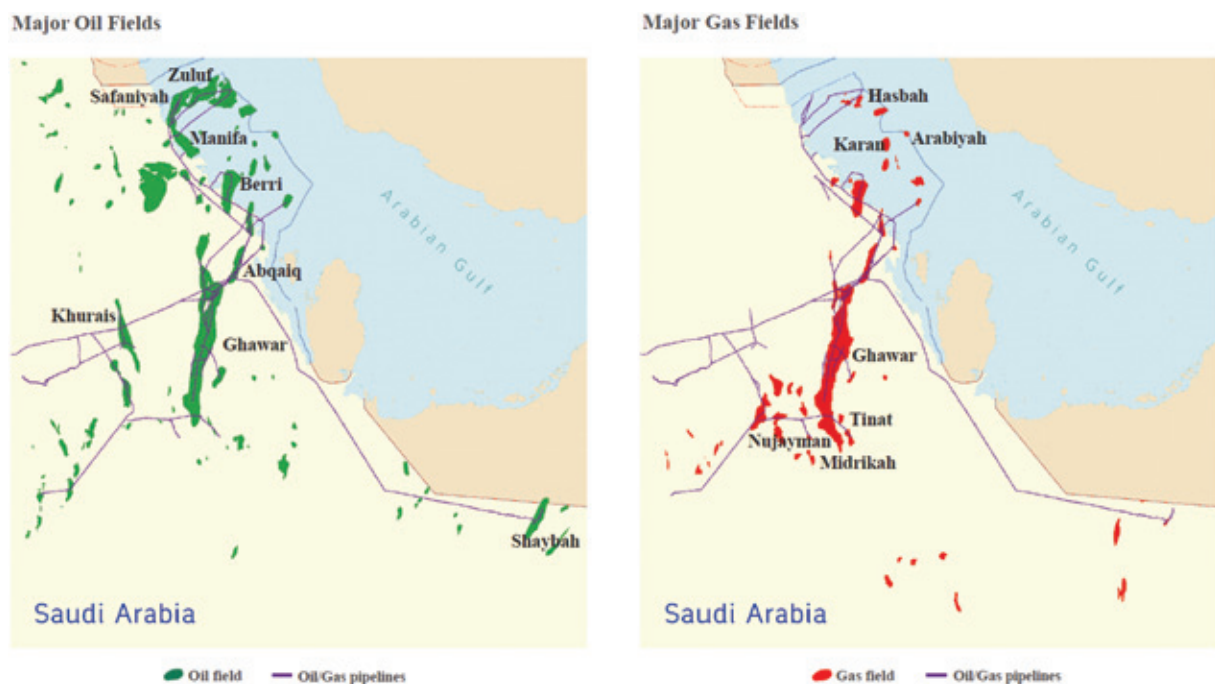 Major Oil Fields
Zuluf
Safaniyah
Manifa
Berri
Arabian Gulf
Abqaiq
Khurais
Ghawar
Shaybah
Saudi Arabia
Oil field
Oil/Gas pipelines
Major Gas Fields
Hasbah
Arabiyah
Karan
Arabian Gulf
Ghawar
Tinat
Nujayman
Midrikah
Saudi Arabia
Gas field
Oil/Gas pipelines